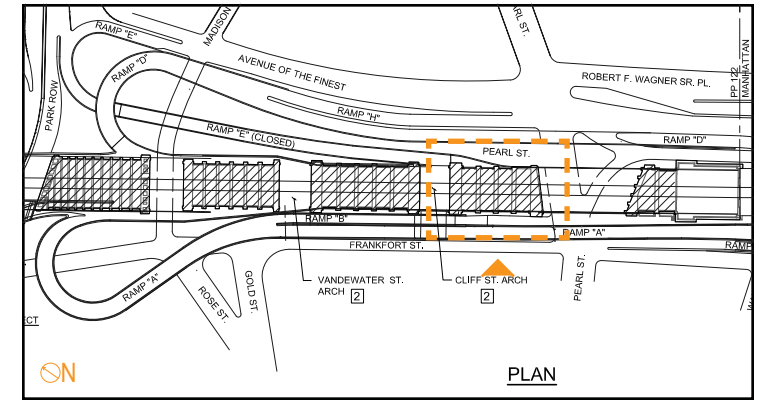 RAMP "E"
MADISON
RL ST.
RAMP "D"
AVENUE OF THE FINEST
ROBERT F. WAGNER SR. PL.
PP 122
MANHATTAN
PARK ROW
RAMP "H"
RAMP "E" (CLOSED)
RAMP "D"
PEARL ST.
RAMP "B"
RAMP "A"
FRANKFORT ST.
RAMP
RAMP "A"
ROSE ST.
GOLD ST.
VANDEWATER ST.
ARCH 2
CLIFF ST. ARCH
2
PEARL ST.
CT
N
PLAN